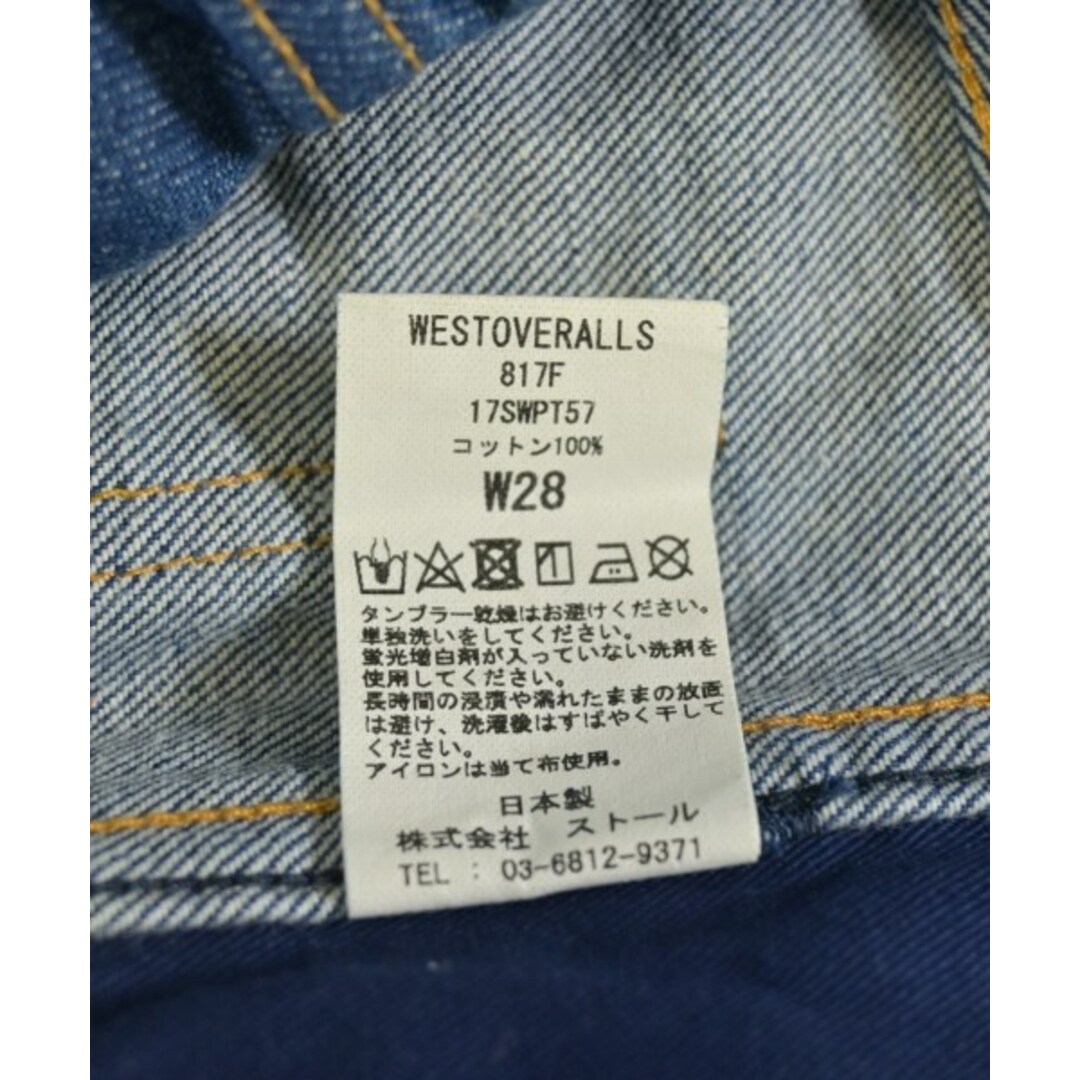 WESTOVERALLS
817F
17SWPT57
コットン100%
W28
タンブラー乾燥はお避けください。
単独洗いをしてください。
蛍光増白剤が入っていない洗剤を
使用してください。
長時間の浸漬や濡れたままの放置
は避け、洗濯後はすばやく干して
ください。
アイロンは当て布使用。
日本製
株式会社 ストール
TEL : 03-6812-9371